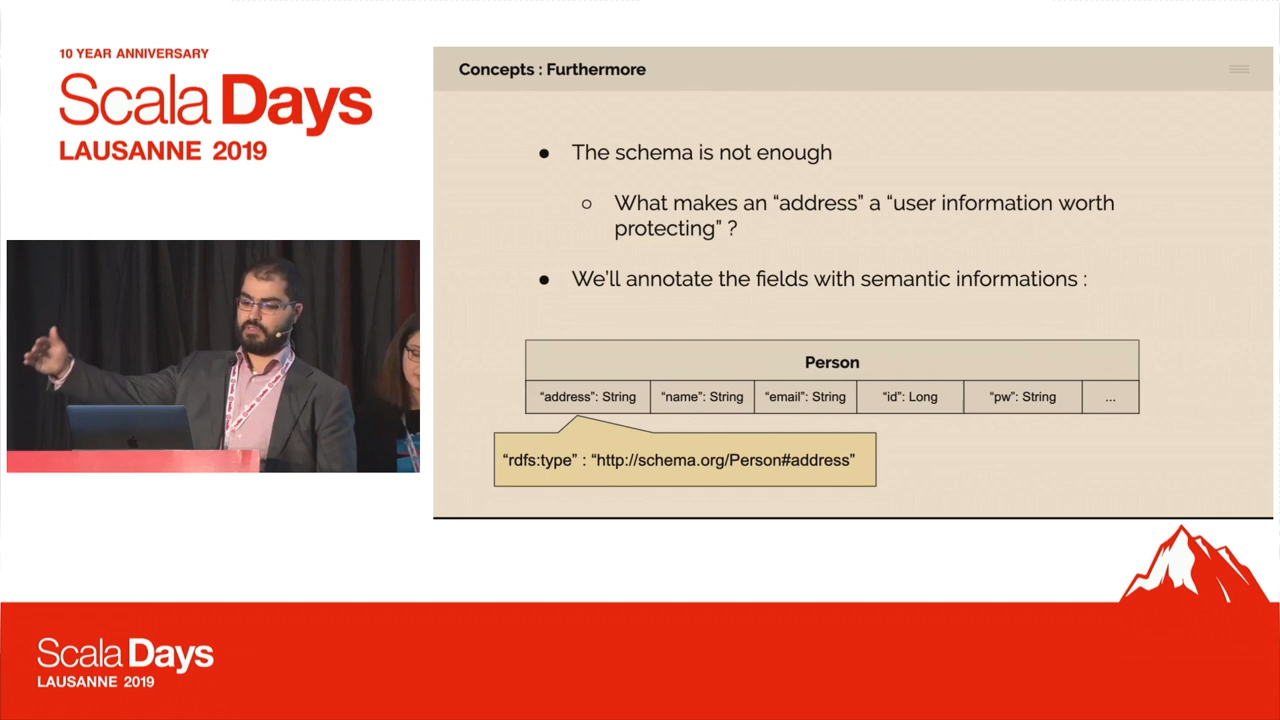 10 YEAR ANNIVERSARY
Scala Days
LAUSANNE 2019
Concepts : Furthermore
● The schema is not enough
○ What makes an “address” a “user information worth
protecting” ?
● We’ll annotate the fields with semantic informations :
Person
“address”: String “name”: String “email”: String “id”: Long “pw”: String ...
“rdfs:type” : “http://schema.org/Person#address”
Scala Days
LAUSANNE 2019